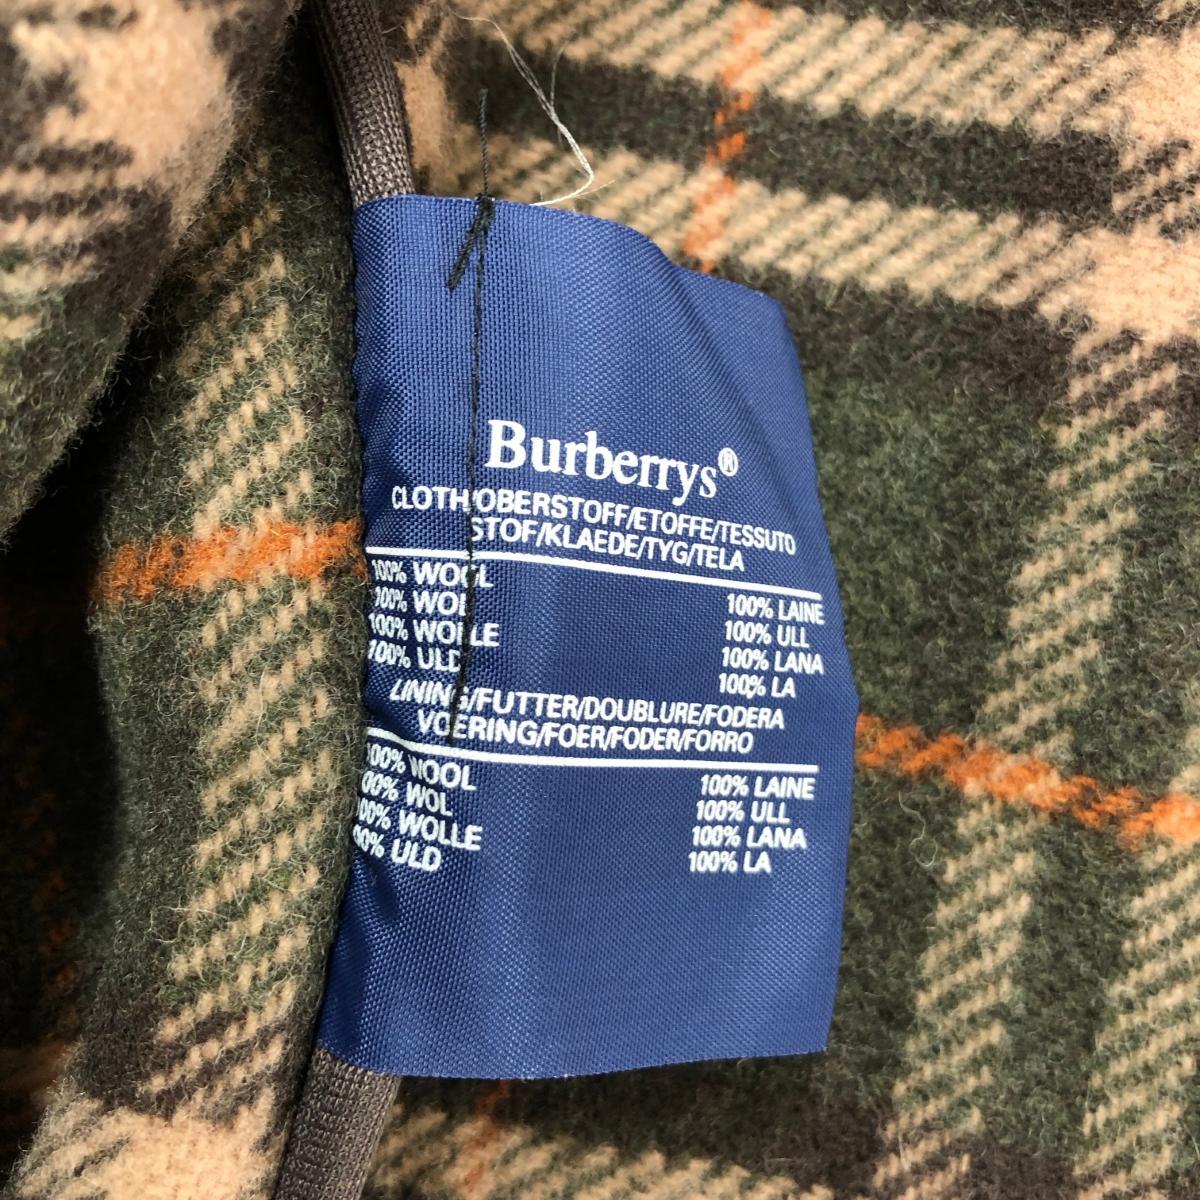 Burberrys®
CLOTH/OBERSTOFF/ETOFFE/TESSUTO
STOF/KLAEDE/TYG/TELA
100% WOOL 100% LAINE
100% WOL 100% ULL
100% WOLLE 100% LANA
100% ULD 100% LA
LINING/FUTTER/DOUBLURE/FODERA
VOERING/FOER/FODER/FORRO
100% WOOL 100% LAINE
100% WOL 100% ULL
100% WOLLE 100% LANA
100% ULD 100% LA